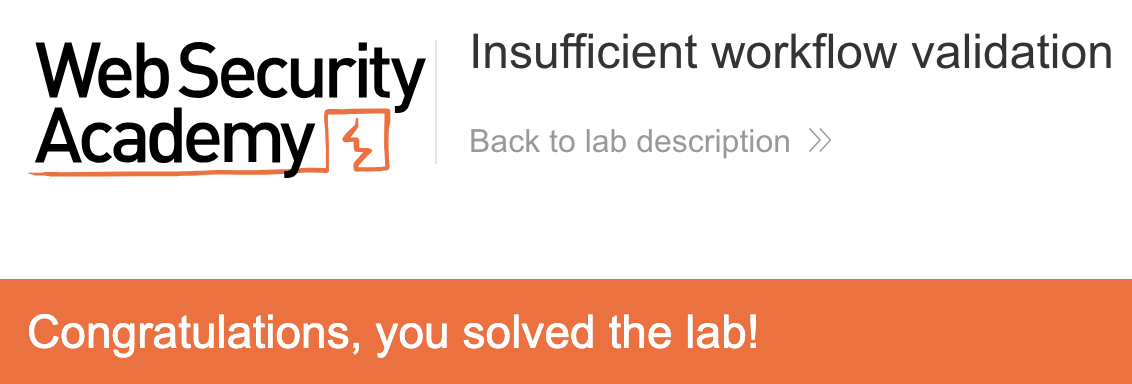 Web Security
Academy
Insufficient workflow validation
Back to lab description
Congratulations, you solved the lab!